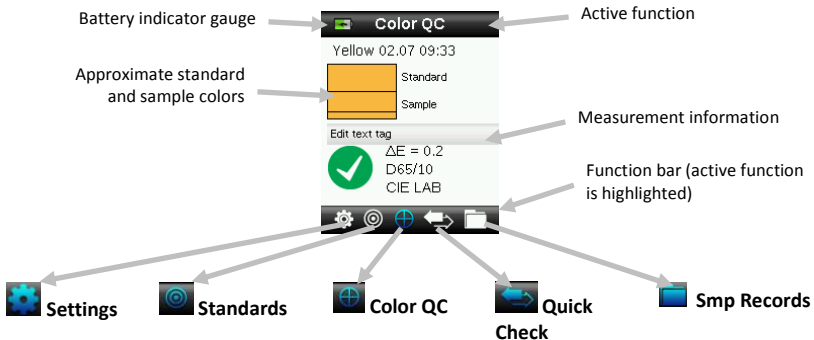 Battery indicator gauge
Color QC
Active function
Yellow 02.07 09:33
Approximate standard
and sample colors
Standard
Sample
Measurement information
Edit text tag
ΔE = 0.2
D65/10
CIE LAB
Function bar (active function
is highlighted)
Settings
Standards
Color QC
Quick
Check
Smp Records